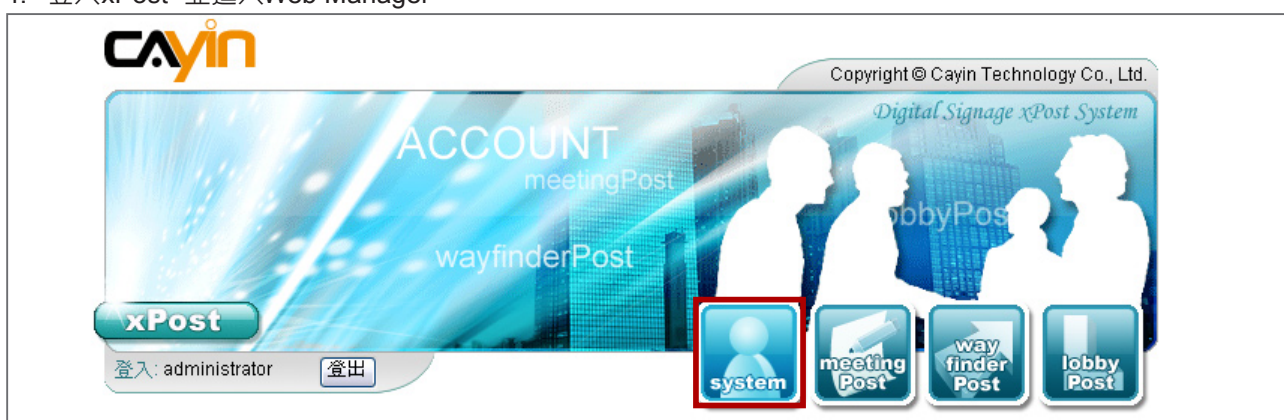 CAYIN
Copyright © Cayin Technology Co., Ltd.
Digital Signage xPost System
ACCOUNT
meetingPost
lobbyPos
wayfinderPost
xPost
登入: administrator
登出
system
meeting
Post
way
finder
Post
lobby
Post